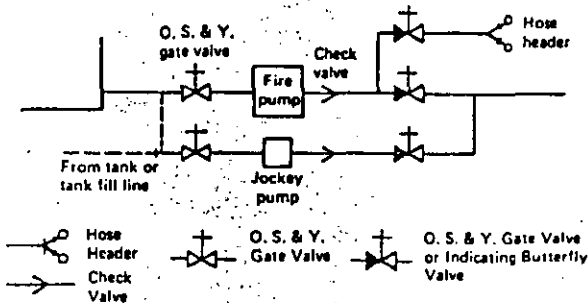 O. S. & Y.
gate valve
Check
valve
Hose
header
Fire
pump
From tank or
tank fill line
Jockey
pump
Hose
Header
Check
Valve
O. S. & Y.
Gate Valve
O. S. & Y. Gate Valve
or Indicating Butterfly
Valve